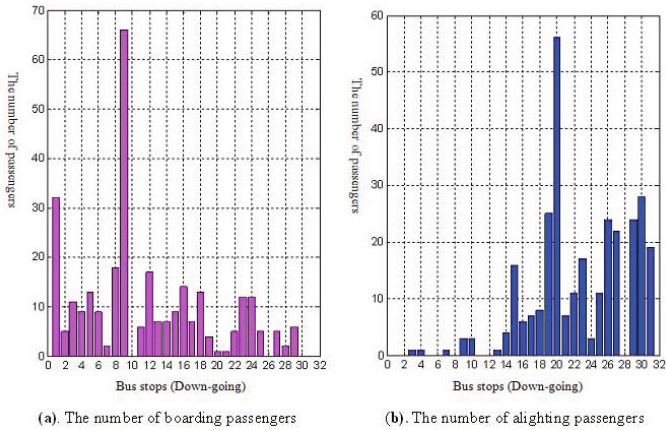 The number of passengers
70
60
50
40
30
20
10
0
0 2 4 6 8 10 12 14 16 18 20 22 24 26 28 30 32
Bus stops (Down-going)
(a). The number of boarding passengers
The number of passengers
60
50
40
30
20
10
0
0 2 4 6 8 10 12 14 16 18 20 22 24 26 28 30 32
Bus stops (Down-going)
(b). The number of alighting passengers